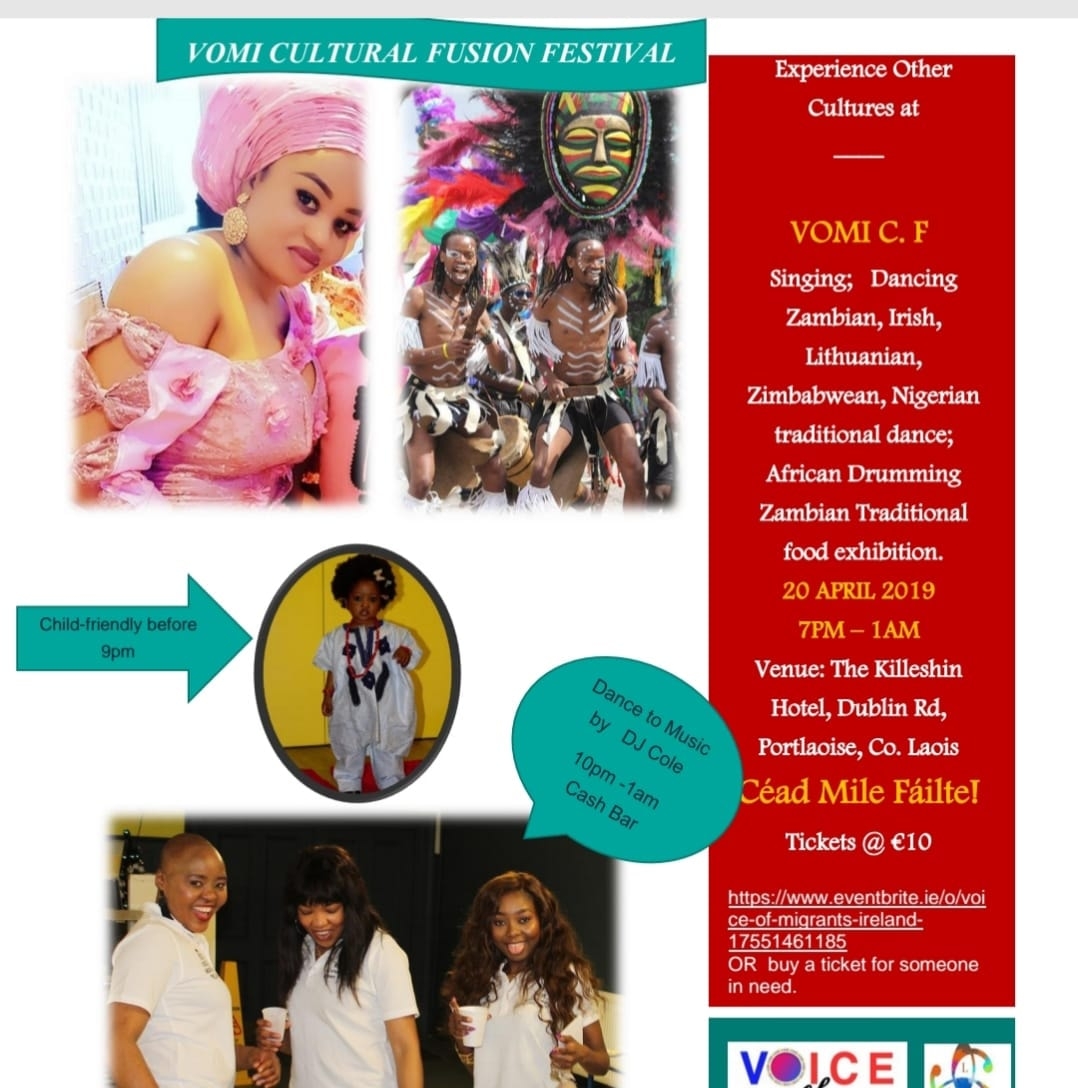 VOMI CULTURAL FUSION FESTIVAL
Experience Other
Cultures at
VOMI C. F
Singing; Dancing
Zambian, Irish,
Lithuanian,
Zimbabwean, Nigerian
traditional dance;
African Drumming
Zambian Traditional
food exhibition.
20 APRIL 2019
7PM – 1AM
Venue: The Killeshin
Hotel, Dublin Rd,
Portlaoise, Co. Laois
Céad Mile Fáilte!
Tickets @ €10
https://www.eventbrite.ie/o/voi
ce-of-migrants-ireland-
17551461185
OR buy a ticket for someone
in need.
Child-friendly before
9pm
Dance to Music
by DJ Cole
10pm -1am
Cash Bar
VOICE